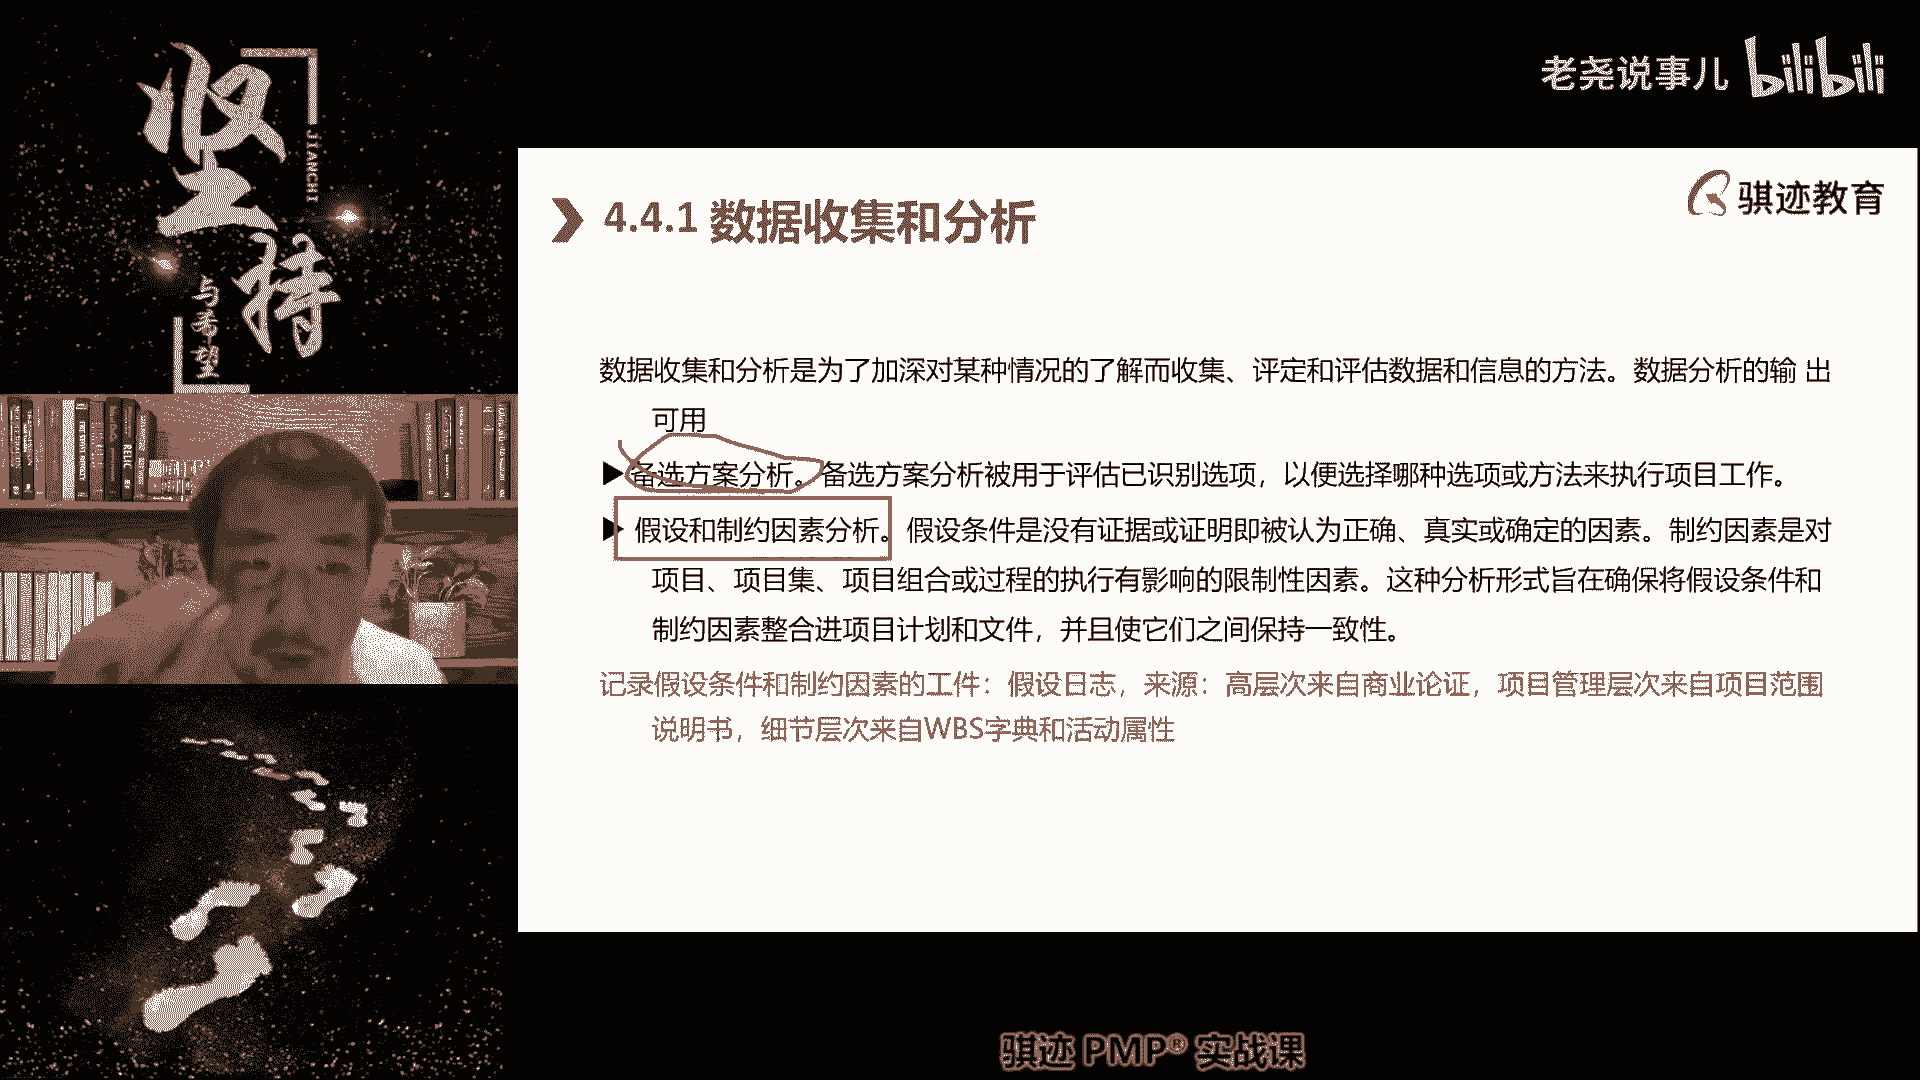 坚持
JIANCHI
与希望
老尧说事儿 bilibili
骐迹教育
4.4.1 数据收集和分析
数据收集和分析是为了加深对某种情况的了解而收集、评定和评估数据和信息的方法。数据分析的输 出
可用
▶备选方案分析。备选方案分析被用于评估已识别选项，以便选择哪种选项或方法来执行项目工作。
▶假设和制约因素分析。假设条件是没有证据或证明即被认为正确、真实或确定的因素。制约因素是对
项目、项目集、项目组合或过程的执行有影响的限制性因素。这种分析形式旨在确保将假设条件和
制约因素整合进项目计划和文件，并且使它们之间保持一致性。
记录假设条件和制约因素的工件：假设日志，来源：高层次来自商业论证，项目管理层次来自项目范围
说明书，细节层次来自WBS字典和活动属性
骐迹 PMP® 实战课